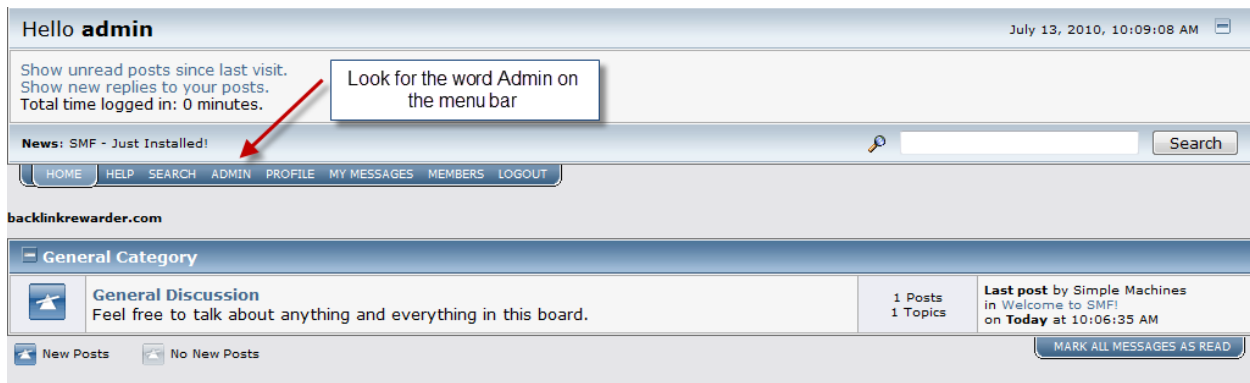 Hello admin
July 13, 2010, 10:09:08 AM
Show unread posts since last visit.
Show new replies to your posts.
Total time logged in: 0 minutes.
Look for the word Admin on
the menu bar
News: SMF - Just Installed!
Search
HOME HELP SEARCH ADMIN PROFILE MY MESSAGES MEMBERS LOGOUT
backlinkrewarder.com
General Category
General Discussion
Feel free to talk about anything and everything in this board.
1 Posts
1 Topics
Last post by Simple Machines
in Welcome to SMF!
on Today at 10:06:35 AM
New Posts
No New Posts
MARK ALL MESSAGES AS READ